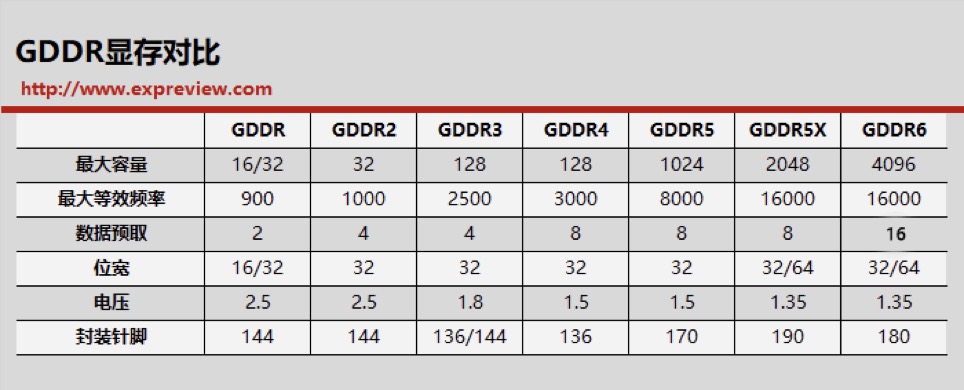 GDDR显存对比
http://www.expreview.com
GDDR GDDR2 GDDR3 GDDR4 GDDR5 GDDR5X GDDR6
最大容量 16/32 32 128 128 1024 2048 4096
最大等效频率 900 1000 2500 3000 8000 16000 16000
数据预取 2 4 4 8 8 8 16
位宽 16/32 32 32 32 32 32/64 32/64
电压 2.5 2.5 1.8 1.5 1.5 1.35 1.35
封装针脚 144 144 136/144 136 170 190 180